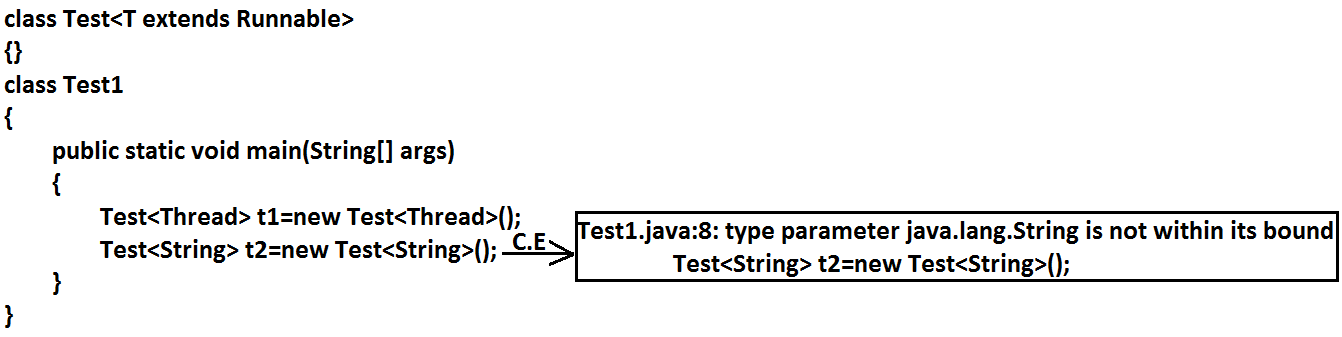 class Test<T extends Runnable>
{}
class Test1
{
public static void main(String[] args)
{
Test<Thread> t1=new Test<Thread>();
Test<String> t2=new Test<String>();
C.E
Test1.java:8: type parameter java.lang.String is not within its bound
Test<String> t2=new Test<String>();
}
}